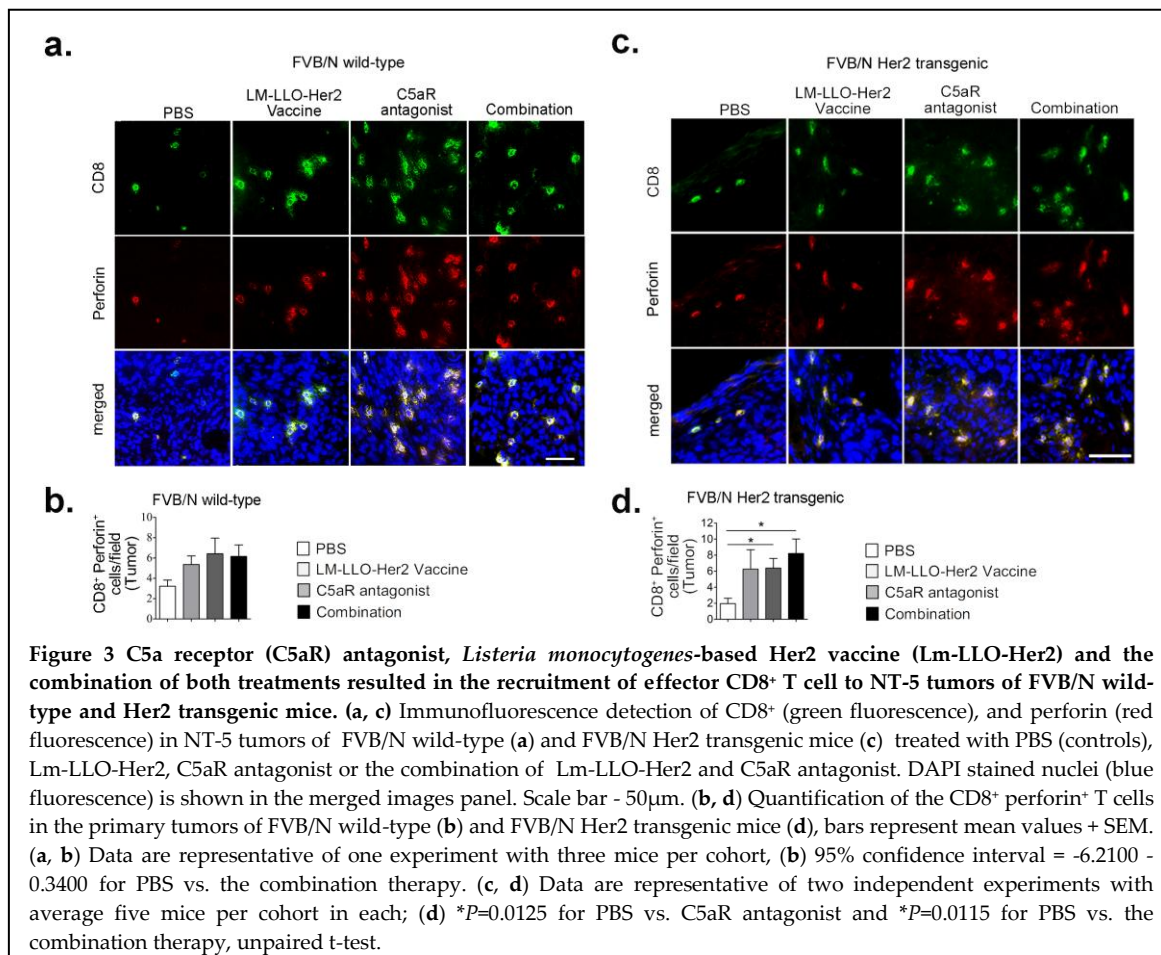 a.
FVB/N wild-type
PBS
LM-LLO-Her2
Vaccine
C5aR
antagonist
Combination
CD8
Perforin
merged
c.
FVB/N Her2 transgenic
PBS
LM-LLO-Her2
Vaccine
C5aR
antagonist
Combination
CD8
Perforin
merged
b.
FVB/N wild-type
CD8⁺ Perforin⁺
cells/field
(Tumor)
10
8
6
4
2
0
PBS
LM-LLO-Her2 Vaccine
C5aR antagonist
Combination
d.
FVB/N Her2 transgenic
CD8⁺ Perforin⁺
cells/field
(Tumor)
12
10
8
6
4
2
0
*
*
PBS
LM-LLO-Her2 Vaccine
C5aR antagonist
Combination
Figure 3 C5a receptor (C5aR) antagonist, Listeria monocytogenes-based Her2 vaccine (Lm-LLO-Her2) and the
combination of both treatments resulted in the recruitment of effector CD8⁺ T cell to NT-5 tumors of FVB/N wild-
type and Her2 transgenic mice. (a, c) Immunofluorescence detection of CD8⁺ (green fluorescence), and perforin (red
fluorescence) in NT-5 tumors of FVB/N wild-type (a) and FVB/N Her2 transgenic mice (c) treated with PBS (controls),
Lm-LLO-Her2, C5aR antagonist or the combination of Lm-LLO-Her2 and C5aR antagonist. DAPI stained nuclei (blue
fluorescence) is shown in the merged images panel. Scale bar - 50μm. (b, d) Quantification of the CD8⁺ perforin⁺ T cells
in the primary tumors of FVB/N wild-type (b) and FVB/N Her2 transgenic mice (d), bars represent mean values + SEM.
(a, b) Data are representative of one experiment with three mice per cohort, (b) 95% confidence interval = -6.2100 -
0.3400 for PBS vs. the combination therapy. (c, d) Data are representative of two independent experiments with
average five mice per cohort in each; (d) *P=0.0125 for PBS vs. C5aR antagonist and *P=0.0115 for PBS vs. the
combination therapy, unpaired t-test.